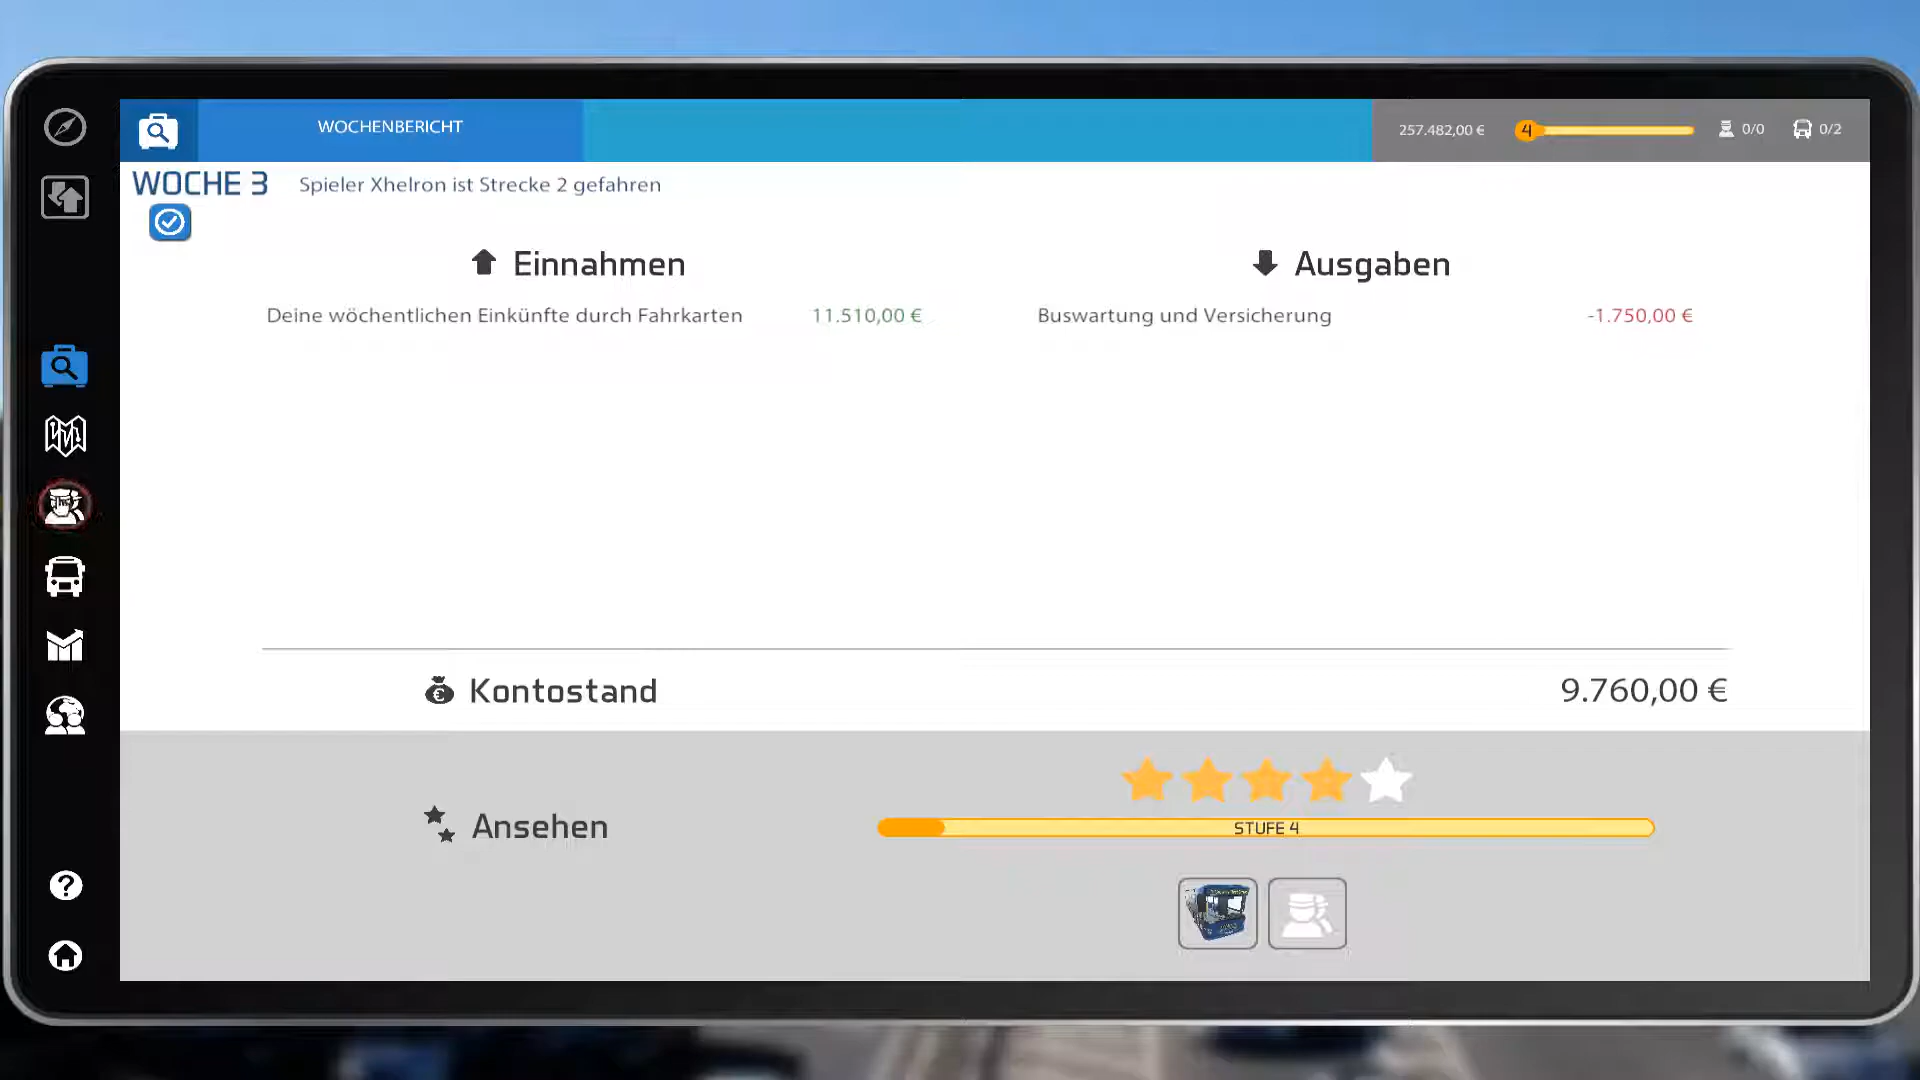 WOCHENBERICHT
257.482,00 €
4
0/0
0/2
WOCHE 3
Spieler Xhelron ist Strecke 2 gefahren
Einnahmen
Ausgaben
Deine wöchentlichen Einkünfte durch Fahrkarten
11.510,00 €
Buswartung und Versicherung
-1.750,00 €
Kontostand
9.760,00 €
Ansehen
STUFE 4